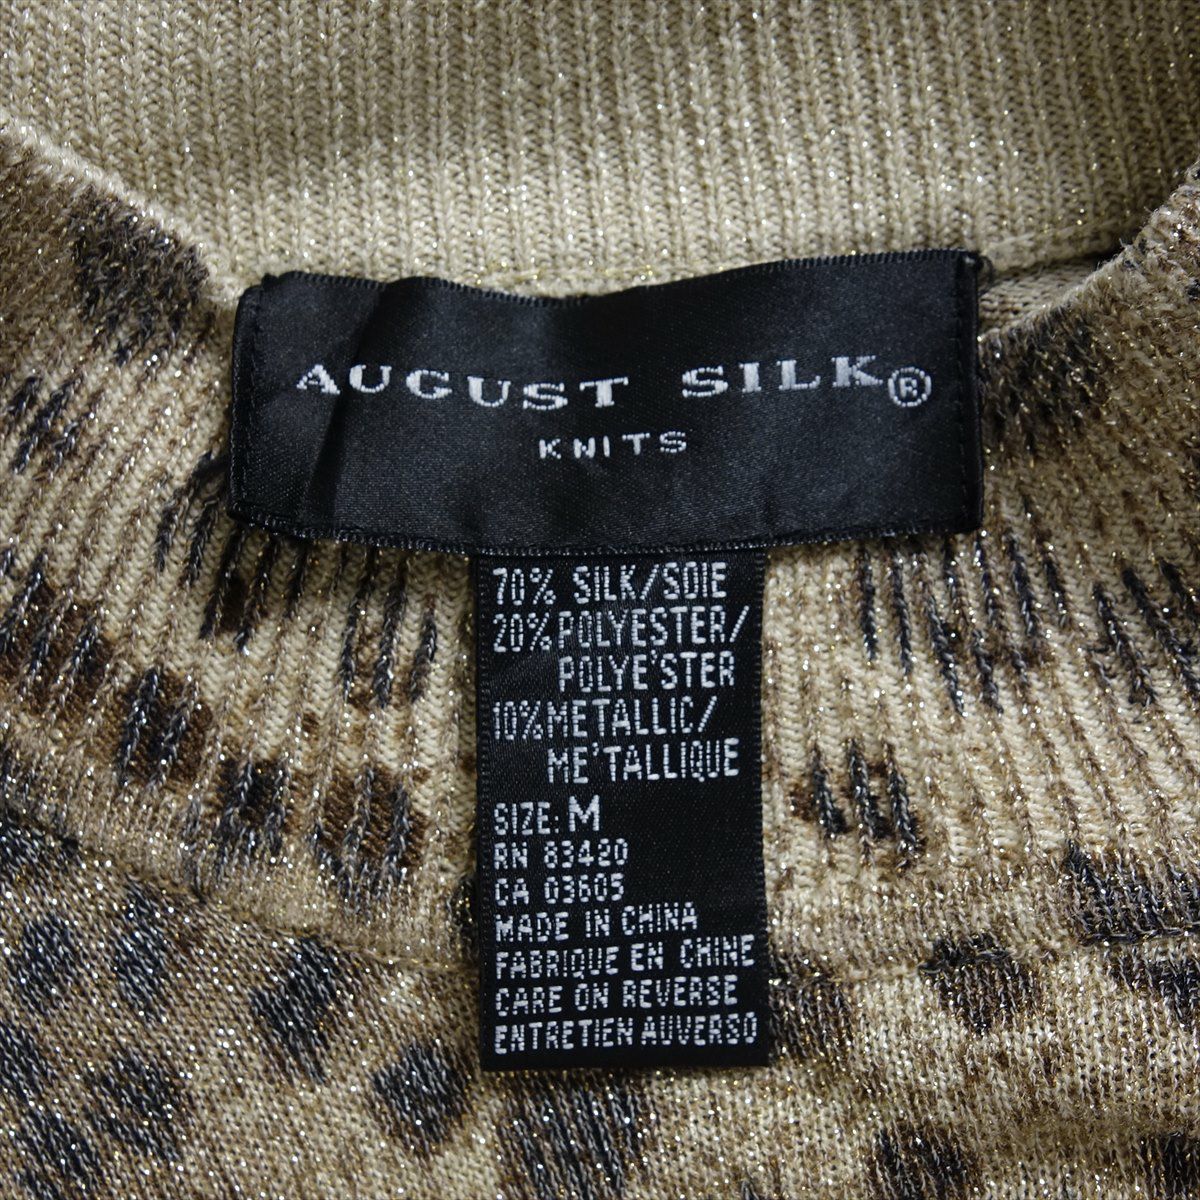 AUGUST SILK®
KNITS
70% SILK/SOIE
20% POLYESTER/
POLYE'STER
10% METALLIC/
ME'TALLIQUE
SIZE: M
RN 83420
CA 03605
MADE IN CHINA
FABRIQUE EN CHINE
CARE ON REVERSE
ENTRETIEN AUVERSO